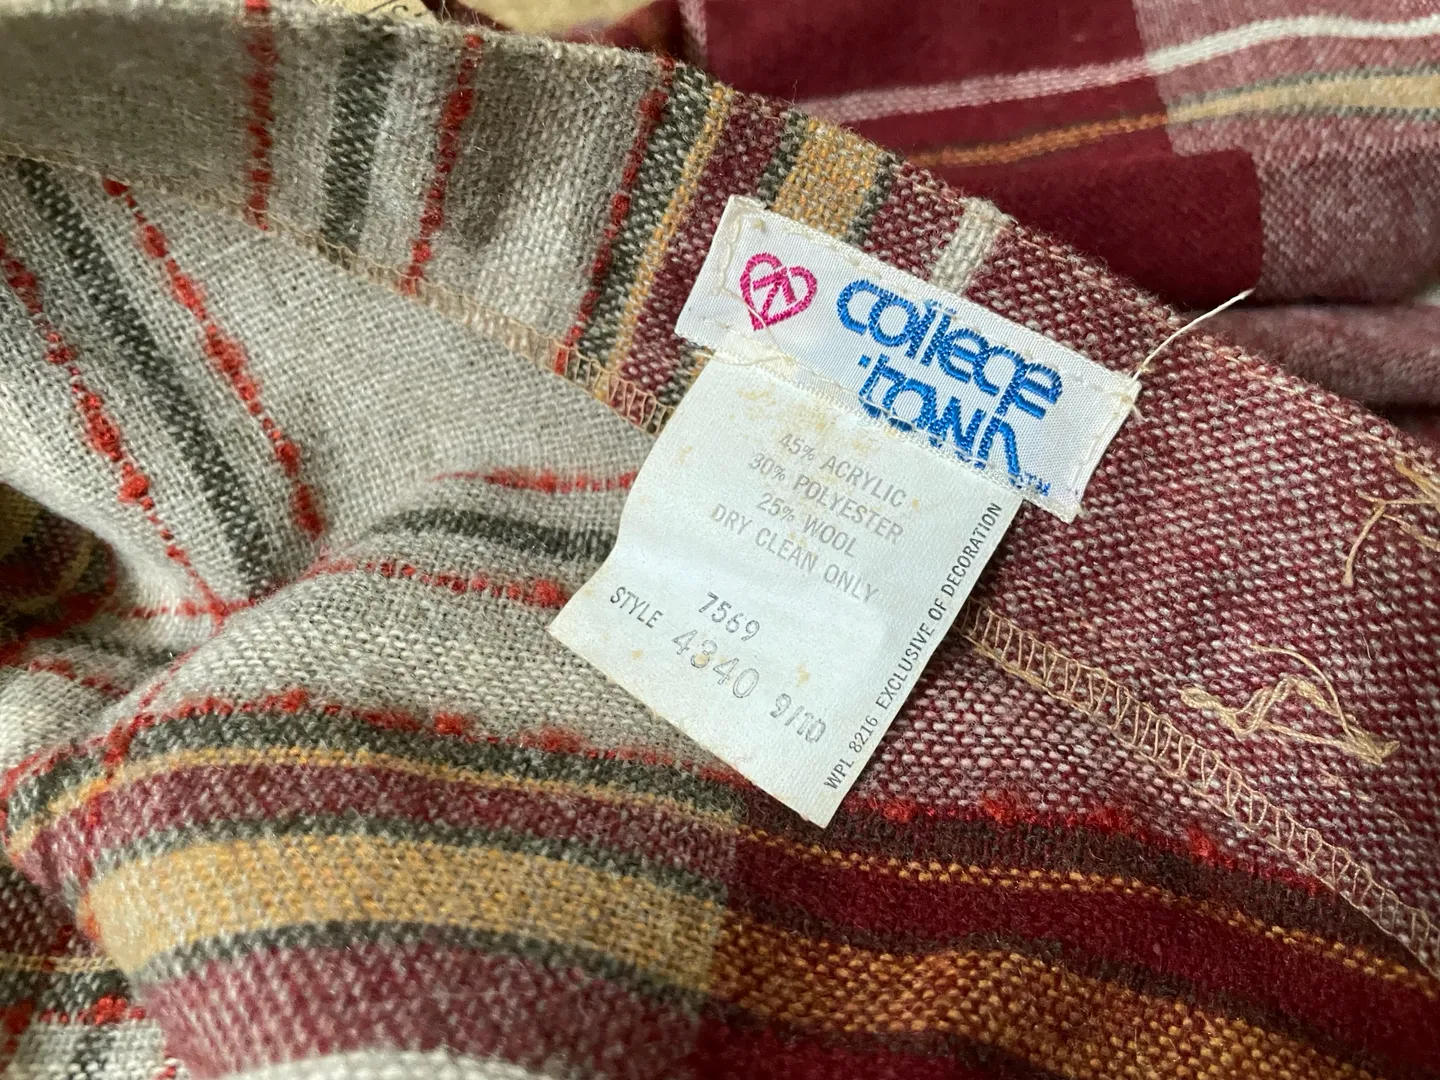 college
town
TM
45% ACRYLIC
30% POLYESTER
25% WOOL
DRY CLEAN ONLY
7569
STYLE 4340 9/10
WPL 8216 EXCLUSIVE OF DECORATION